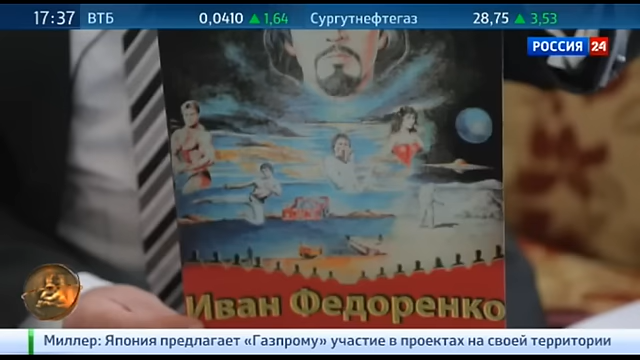 17:37 ВТБ 0,0410 ▲ 1,64 Сургутнефтегаз 28,75 ▲ 3,53
РОССИЯ 24
Иван Федоренко
Миллер: Япония предлагает «Газпрому» участие в проектах на своей территории